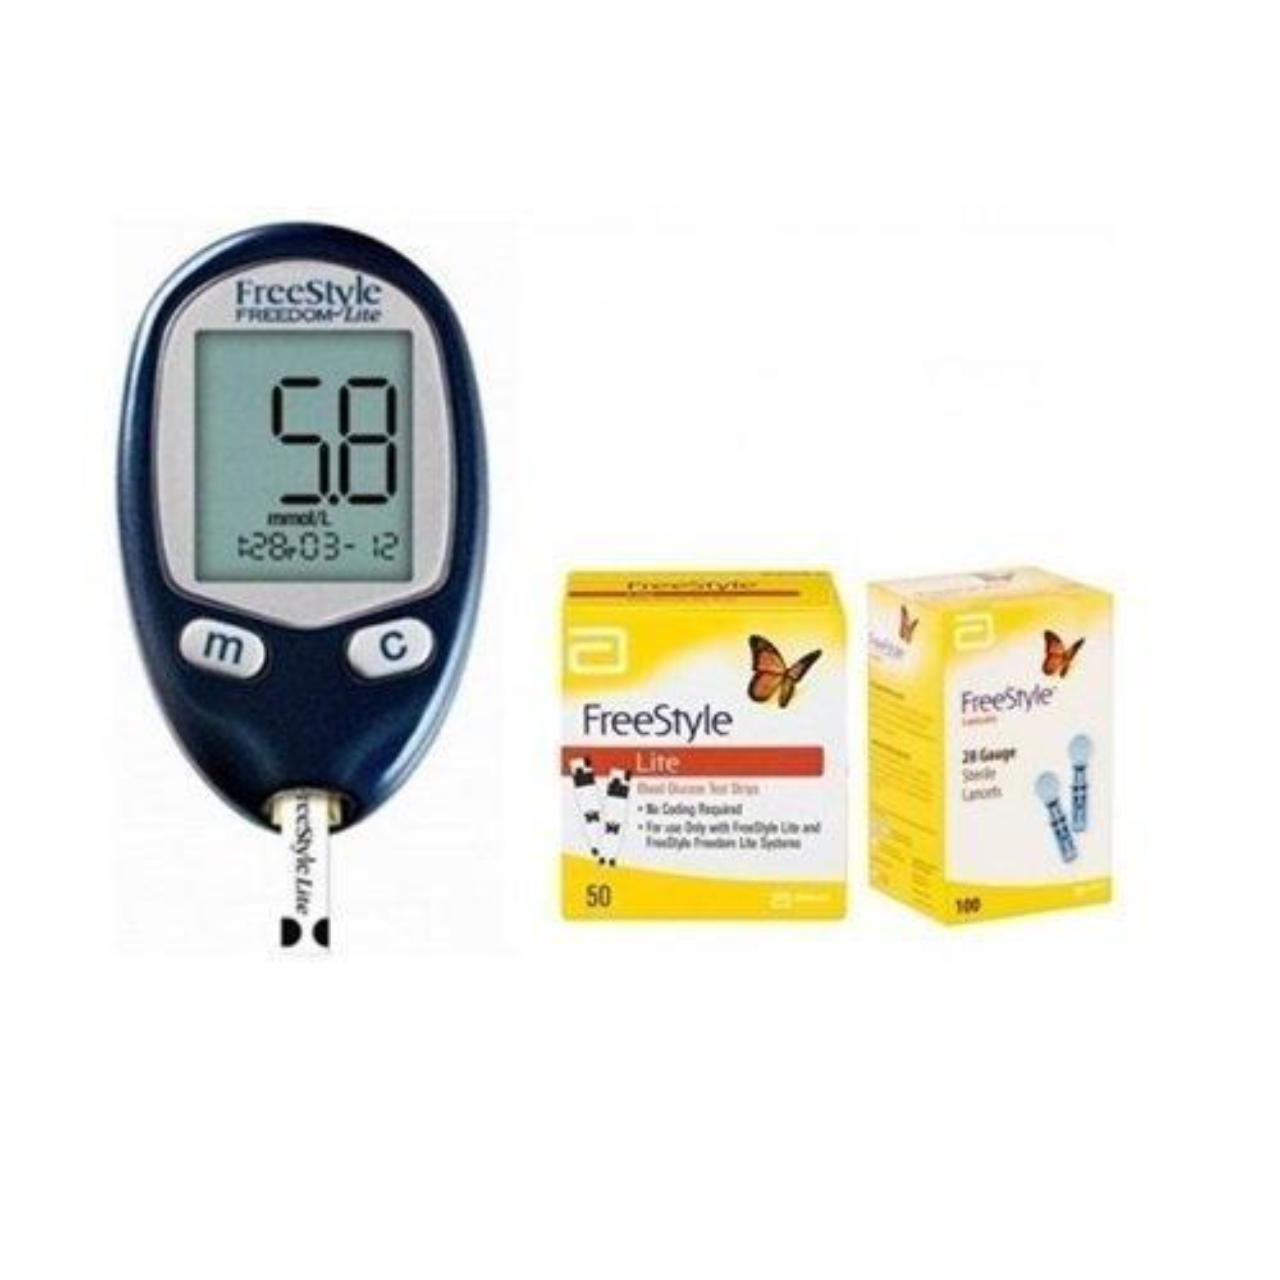 FreeStyle
FREEDOM Lite
5.8
mmol/L
28 03- 12
m
c
FreeStyle Lite
FreeStyle
FreeStyle
Lite
Blood Glucose Test Strips
• No Coding Required
• For use Only with FreeStyle Lite and
FreeStyle Freedom Lite Systems
50
FreeStyle
Lancets
28 Gauge
Sterile
Lancets
100